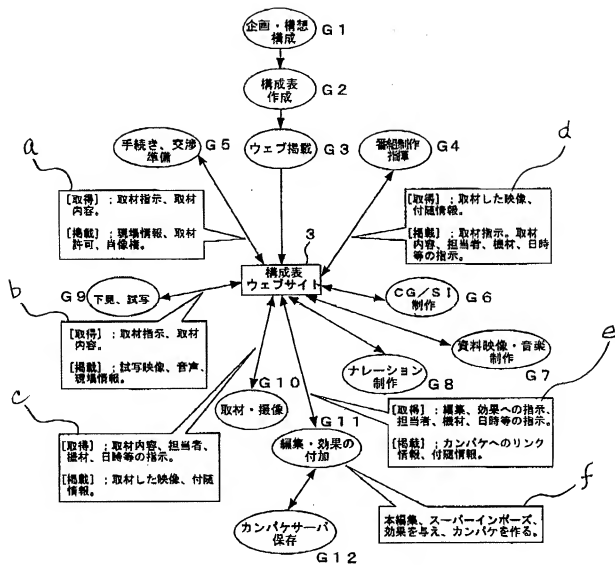 企画・構想
構成
G1
構成表
作成
G2
手続き、交渉
準備
G5
ウェブ掲載
G3
番組制作
指揮
G4
a
d
[取得]；取材指示、取材
内容。
[掲載]；現場情報、取材
許可、肖像権。
[取得]；取材した映像、
付随情報。
[掲載]；取材指示。取材
内容、担当者、機材、日時
等の指示。
3
構成表
ウェブサイト
G9
下見、試写
CG／SI
制作
G6
b
[取得]；取材指示、取材
内容。
[掲載]；試写映像、音声、
現場情報。
資料映像・音楽
制作
G7
e
ナレーション
制作
G8
G10
取材・撮像
c
[取得]；取材内容、担当者、
機材、日時等の指示。
[掲載]；取材した映像、付随
情報。
G11
編集・効果の
付加
[取得]；編集、効果への指示、
担当者、機材、日時等の指示。
[掲載]；カンパケへのリンク
情報、付随情報。
f
本編集、スーパーインポーズ、
効果を与え、カンパケを作る。
カンパケサーバ
保存
G12